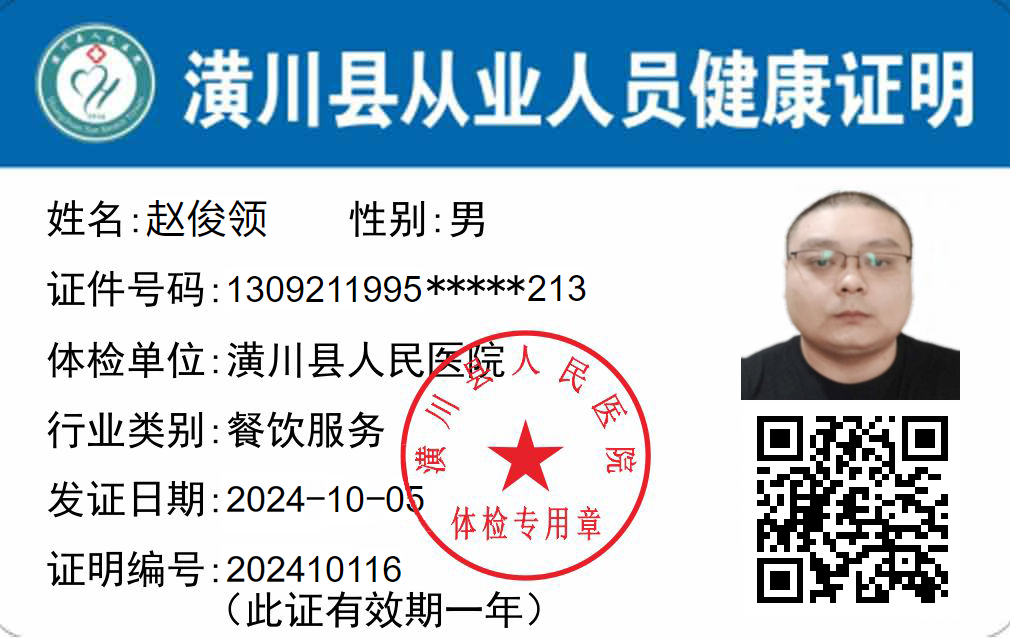 潢川县从业人员健康证明
姓名:赵俊领 性别:男
证件号码:1309211995*****213
体检单位:潢川县人民医院
行业类别:餐饮服务
发证日期:2024-10-05
证明编号:202410116
（此证有效期一年）
潢川县人民医院
体检专用章